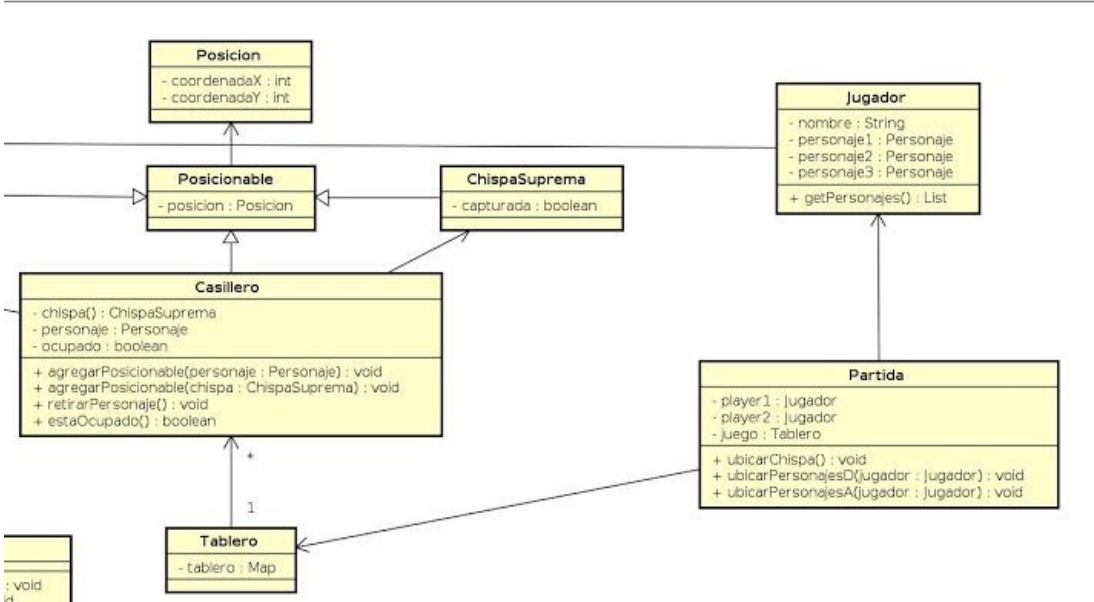 Posicion
- coordenadaX : int
- coordenadaY : int
Jugador
- nombre : String
- personaje1 : Personaje
- personaje2 : Personaje
- personaje3 : Personaje
+ getPersonajes() : List
Posicionable
- posicion : Posicion
ChispaSuprema
- capturada : boolean
Casillero
- chispa() : ChispaSuprema
- personaje : Personaje
- ocupado : boolean
+ agregarPosicionable(personaje : Personaje) : void
+ agregarPosicionable(chispa : ChispaSuprema) : void
+ retirarPersonaje() : void
+ estaOcupado() : boolean
Partida
- player1 : Jugador
- player2 : Jugador
- juego : Tablero
+ ubicarChispa() : void
+ ubicarPersonajesD(jugador : Jugador) : void
+ ubicarPersonajesA(jugador : Jugador) : void
*
1
Tablero
- tablero : Map
: void